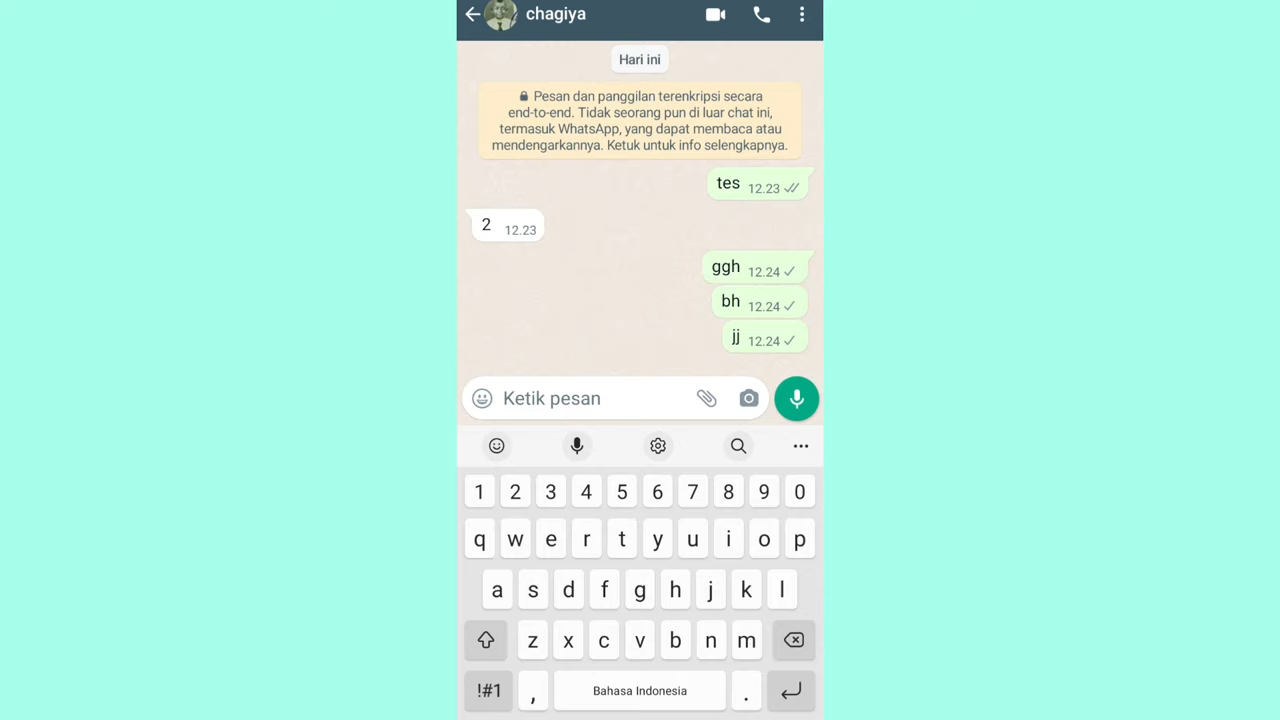 chagiya
Hari ini
Pesan dan panggilan terenkripsi secara
end-to-end. Tidak seorang pun di luar chat ini,
termasuk WhatsApp, yang dapat membaca atau
mendengarkannya. Ketuk untuk info selengkapnya.
tes 12.23
2 12.23
ggh 12.24
bh 12.24
jj 12.24
Ketik pesan
1 2 3 4 5 6 7 8 9 0
q w e r t y u i o p
a s d f g h j k l
z x c v b n m
!#1 , Bahasa Indonesia .